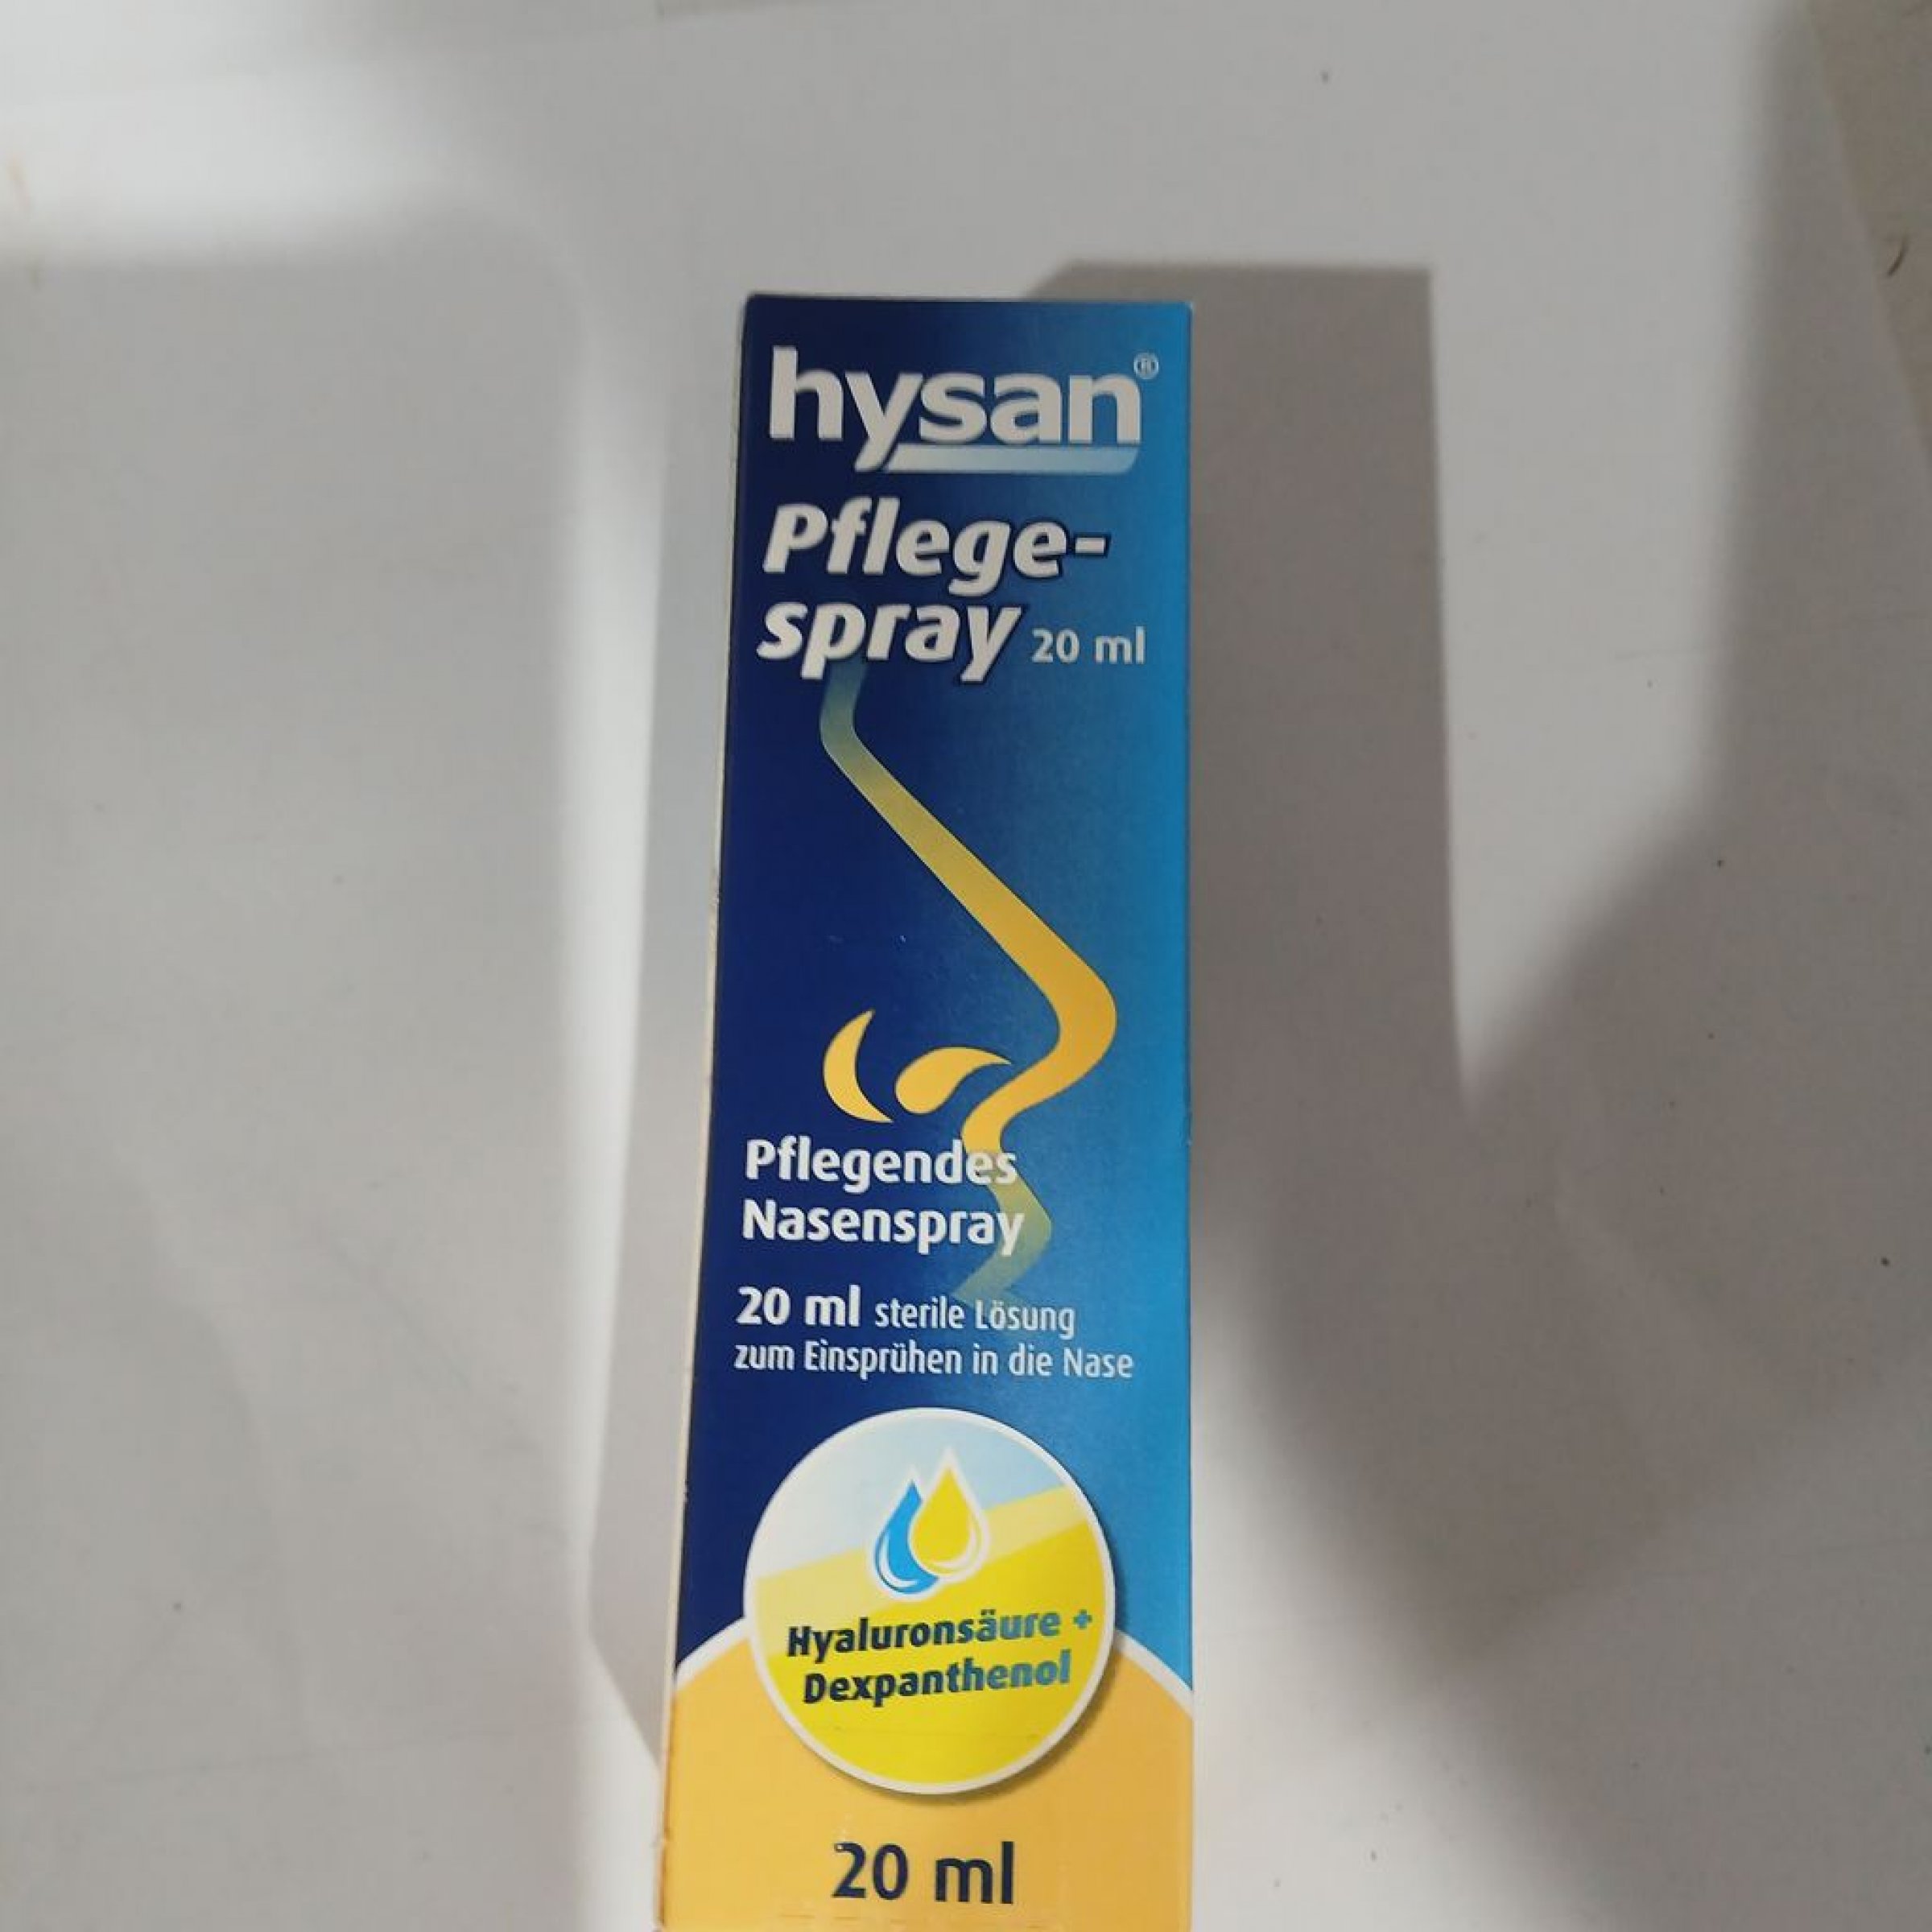 hysan®
Pflege-
spray 20 ml
Pflegendes
Nasenspray
20 ml sterile Lösung
zum Einsprühen in die Nase
Hyaluronsäure +
Dexpanthenol
20 ml